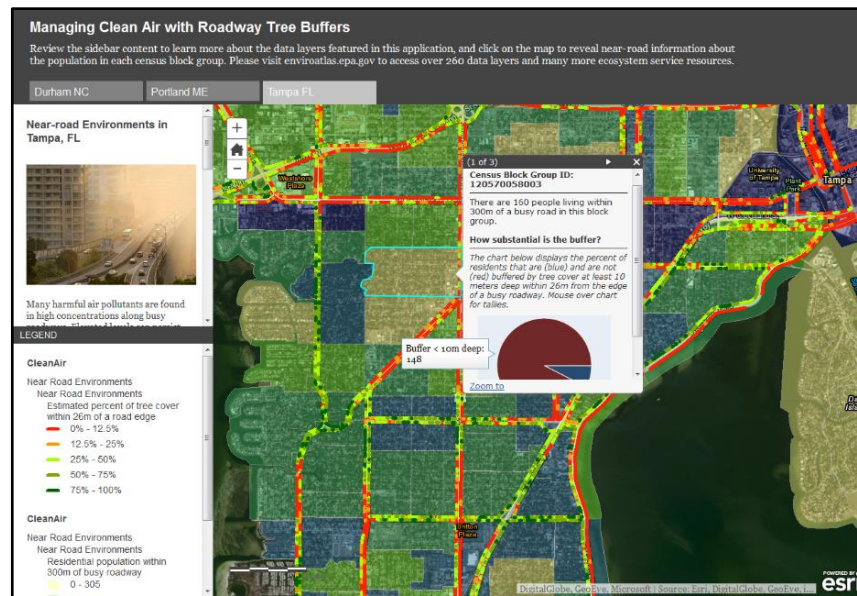 Managing Clean Air with Roadway Tree Buffers
Review the sidebar content to learn more about the data layers featured in this application, and click on the map to reveal near-road information about
the population in each census block group. Please visit enviroatlas.epa.gov to access over 260 data layers and many more ecosystem service resources.
Durham NC
Portland ME
Tampa FL
Near-road Environments in
Tampa, FL
Many harmful air pollutants are found
in high concentrations along busy
LEGEND
CleanAir
Near Road Environments
Near Road Environments
Estimated percent of tree cover
within 26m of a road edge
0% - 12.5%
12.5% - 25%
25% - 50%
50% - 75%
75% - 100%
CleanAir
Near Road Environments
Near Road Environments
Residential population within
300m of busy roadway
0 - 305
+
−
Westshore
Plaza
(1 of 3)
Census Block Group ID:
120570058003
There are 160 people living within
300m of a busy road in this block
group.
How substantial is the buffer?
The chart below displays the percent of
residents that are (blue) and are not
(red) buffered by tree cover at least 10
meters deep within 26m from the edge
of a busy roadway. Mouse over chart
for tallies.
Buffer < 10m deep:
148
Zoom to
University
of Tampa
Plant
Park
Tampa
Britton
Plaza
DigitalGlobe, GeoEye, Microsoft | Source: Esri, DigitalGlobe, GeoEye, i...
POWERED BY
esri